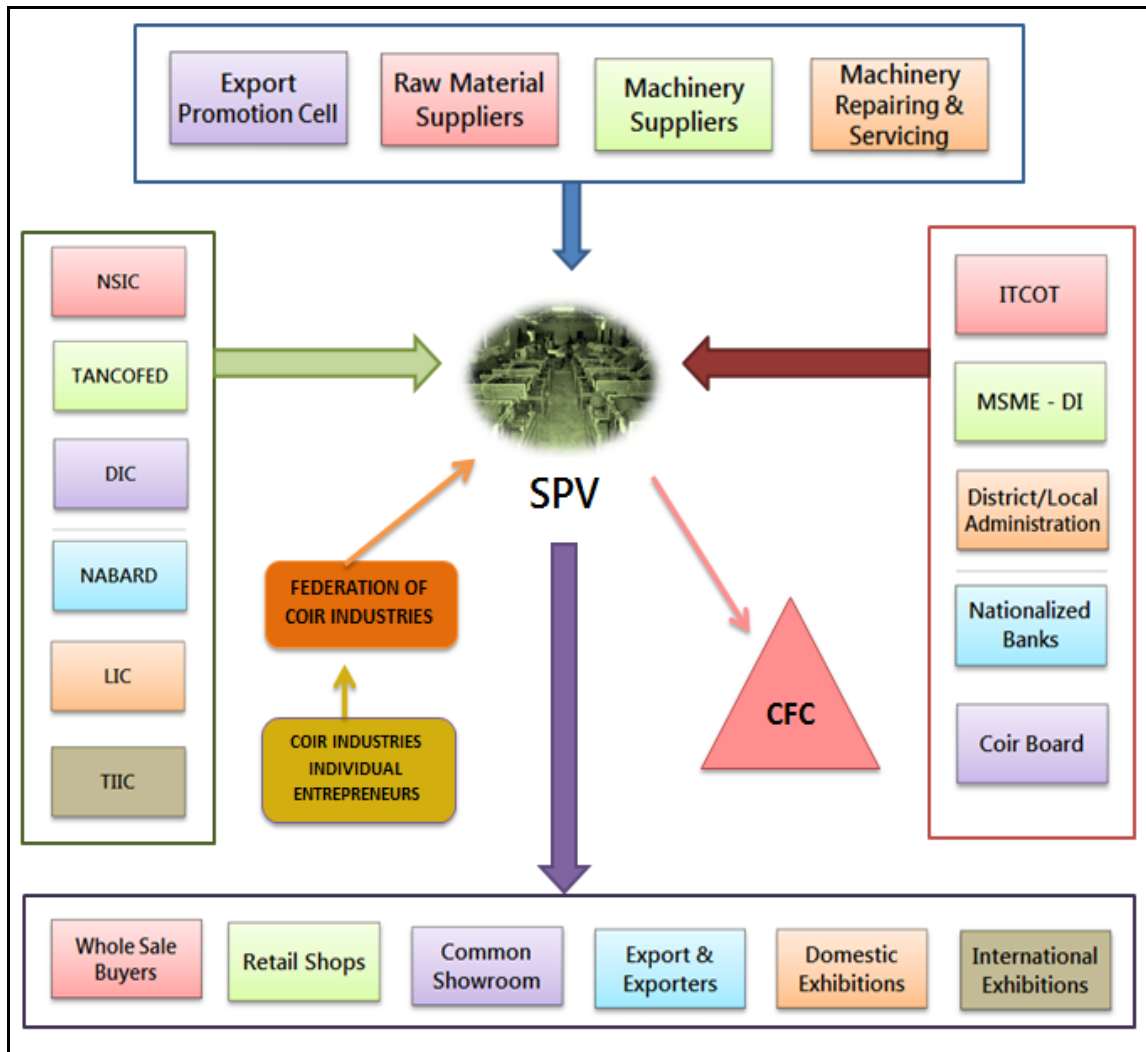 Export
Promotion Cell
Raw Material
Suppliers
Machinery
Suppliers
Machinery
Repairing &
Servicing
NSIC
TANCOFED
DIC
NABARD
LIC
TIIC
ITCOT
MSME - DI
District/Local
Administration
Nationalized
Banks
Coir Board
SPV
FEDERATION OF
COIR INDUSTRIES
COIR INDUSTRIES
INDIVIDUAL
ENTREPRENEURS
CFC
Whole Sale
Buyers
Retail Shops
Common
Showroom
Export &
Exporters
Domestic
Exhibitions
International
Exhibitions